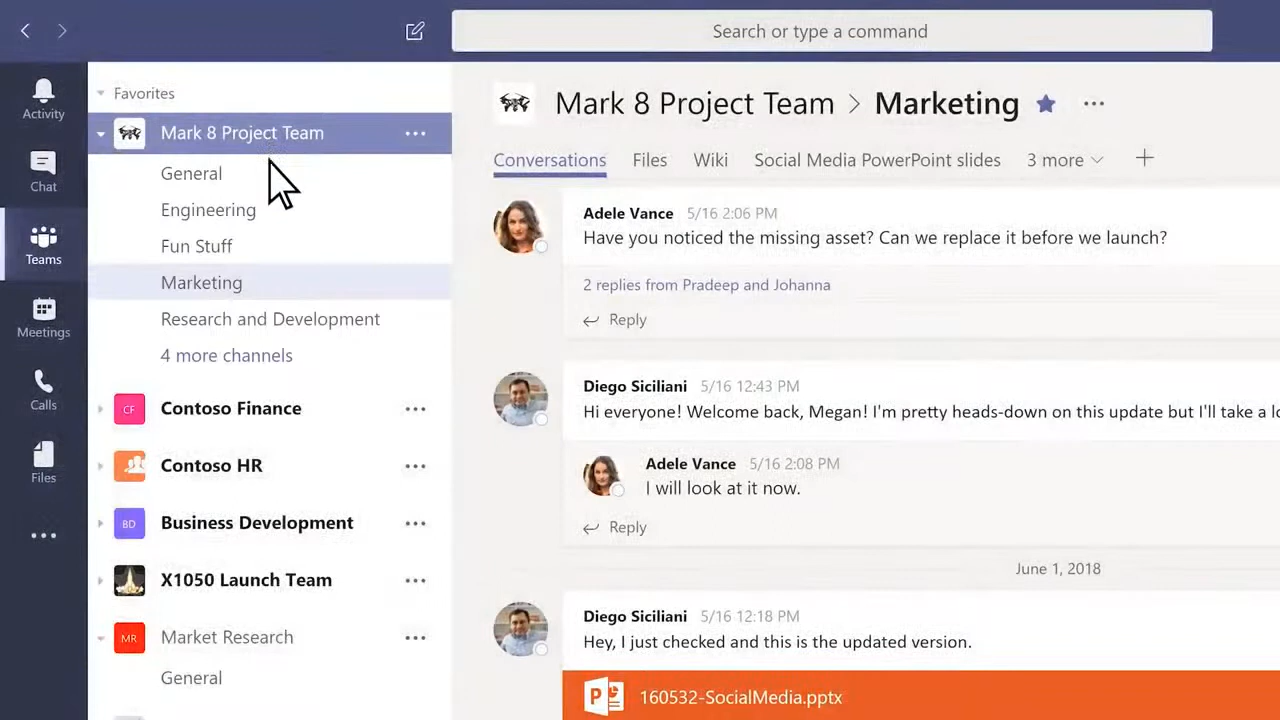 Search or type a command
Activity
Chat
Teams
Meetings
Calls
Files
Favorites
Mark 8 Project Team
General
Engineering
Fun Stuff
Marketing
Research and Development
4 more channels
CF Contoso Finance
Contoso HR
BD Business Development
X1050 Launch Team
MR Market Research
General
Mark 8 Project Team > Marketing
Conversations Files Wiki Social Media PowerPoint slides 3 more
Adele Vance 5/16 2:06 PM
Have you noticed the missing asset? Can we replace it before we launch?
2 replies from Pradeep and Johanna
Reply
Diego Siciliani 5/16 12:43 PM
Hi everyone! Welcome back, Megan! I'm pretty heads-down on this update but I'll take a
Adele Vance 5/16 2:08 PM
I will look at it now.
Reply
June 1, 2018
Diego Siciliani 5/16 12:18 PM
Hey, I just checked and this is the updated version.
160532-SocialMedia.pptx